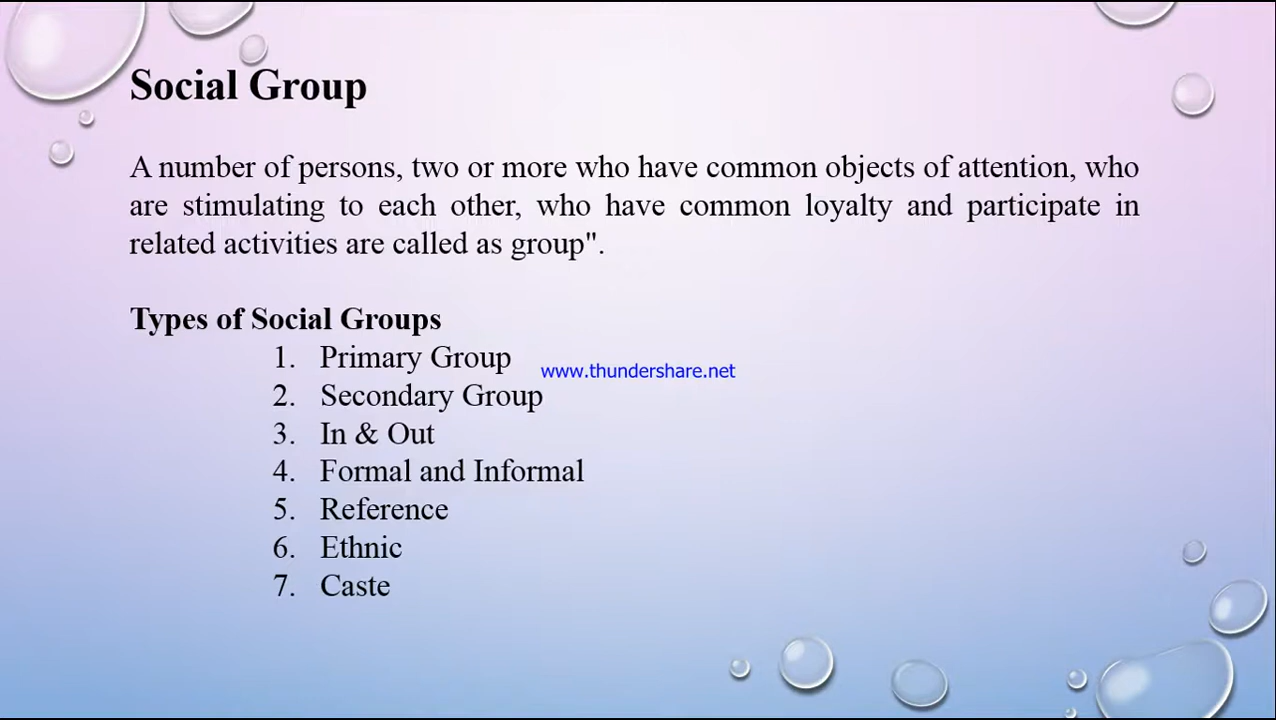 Social Group
A number of persons, two or more who have common objects of attention, who
are stimulating to each other, who have common loyalty and participate in
related activities are called as group".
Types of Social Groups
1. Primary Group
www.thundershare.net
2. Secondary Group
3. In & Out
4. Formal and Informal
5. Reference
6. Ethnic
7. Caste